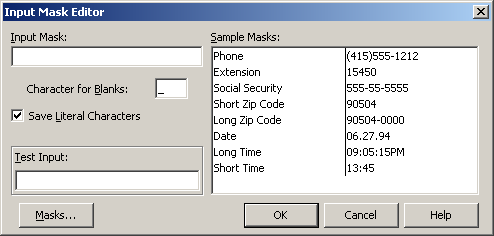 Input Mask Editor
Input Mask:
Character for Blanks: _
Save Literal Characters
Test Input:
Sample Masks:
Phone (415)555-1212
Extension 15450
Social Security 555-55-5555
Short Zip Code 90504
Long Zip Code 90504-0000
Date 06.27.94
Long Time 09:05:15PM
Short Time 13:45
Masks... OK Cancel Help